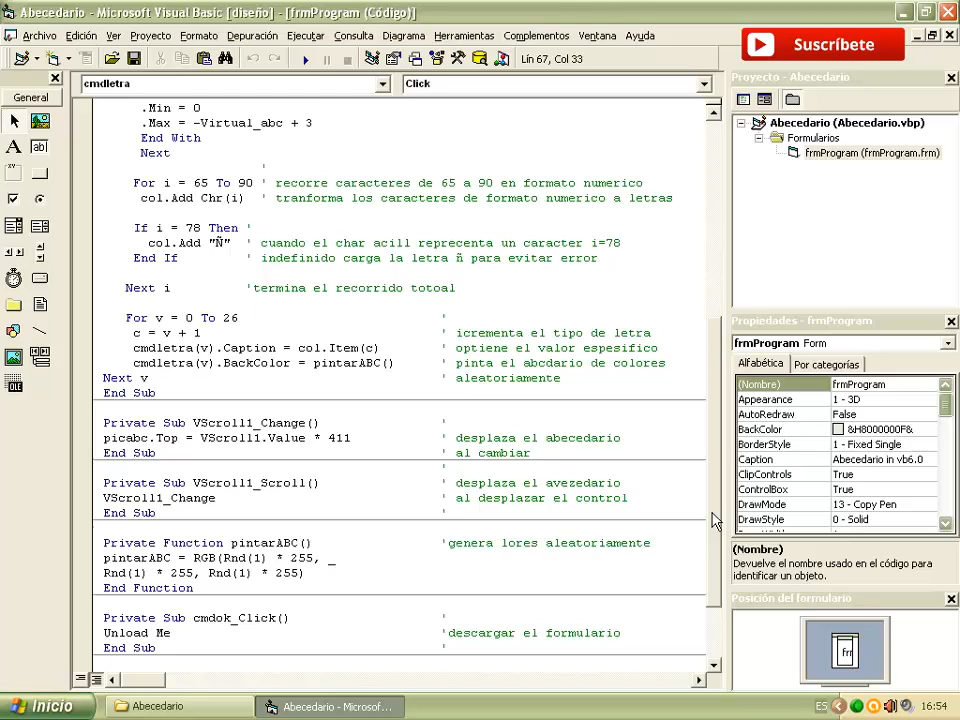 Abecedario - Microsoft Visual Basic [diseño] - [frmProgram (Código)]
Archivo Edición Ver Proyecto Formato Depuración Ejecutar Consulta Diagrama Herramientas Complementos Ventana Ayuda
Suscríbete
Lín 67, Col 33
General
cmdletra Click
.Min = 0
.Max = -Virtual_abc + 3
End With
Next
'
For i = 65 To 90 ' recorre caracteres de 65 a 90 en formato numerico
col.Add Chr(i) ' tranforma los caracteres de formato numerico a letras
If i = 78 Then '
col.Add "Ñ" ' cuando el char acill reprecenta un caracter i=78
End If ' indefinido carga la letra ñ para evitar error
Next i 'termina el recorrido totoal
For v = 0 To 26 '
c = v + 1 ' icrementa el tipo de letra
cmdletra(v).Caption = col.Item(c) ' optiene el valor espesifico
cmdletra(v).BackColor = pintarABC() ' pinta el abcdario de colores
Next v ' aleatoriamente
End Sub
Private Sub VScroll1_Change() '
picabc.Top = VScroll1.Value * 411 ' desplaza el abecedario
End Sub ' al cambiar
'
Private Sub VScroll1_Scroll() ' desplaza el avezedario
VScroll1_Change ' al desplazar el control
End Sub '
Private Function pintarABC() 'genera lores aleatoriamente
pintarABC = RGB(Rnd(1) * 255, _
Rnd(1) * 255, Rnd(1) * 255)
End Function
Private Sub cmdok_Click() '
Unload Me 'descargar el formulario
End Sub '
Proyecto - Abecedario
Abecedario (Abecedario.vbp)
Formularios
frmProgram (frmProgram.frm)
Propiedades - frmProgram
frmProgram Form
Alfabética Por categorías
(Nombre) frmProgram
Appearance 1 - 3D
AutoRedraw False
BackColor &H8000000F&
BorderStyle 1 - Fixed Single
Caption Abecedario in vb6.0
ClipControls True
ControlBox True
DrawMode 13 - Copy Pen
DrawStyle 0 - Solid
(Nombre)
Devuelve el nombre usado en el código para
identificar un objeto.
Posición del formulario
frr
Inicio Abecedario Abecedario - Microsof... ES 16:54